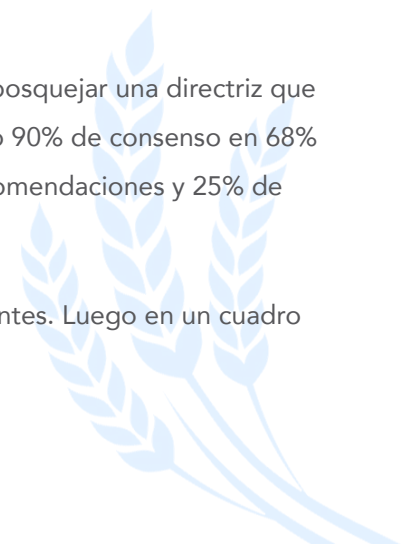 bosquejar una directriz que
o 90% de consenso en 68%
omendaciones y 25% de
ntes. Luego en un cuadro